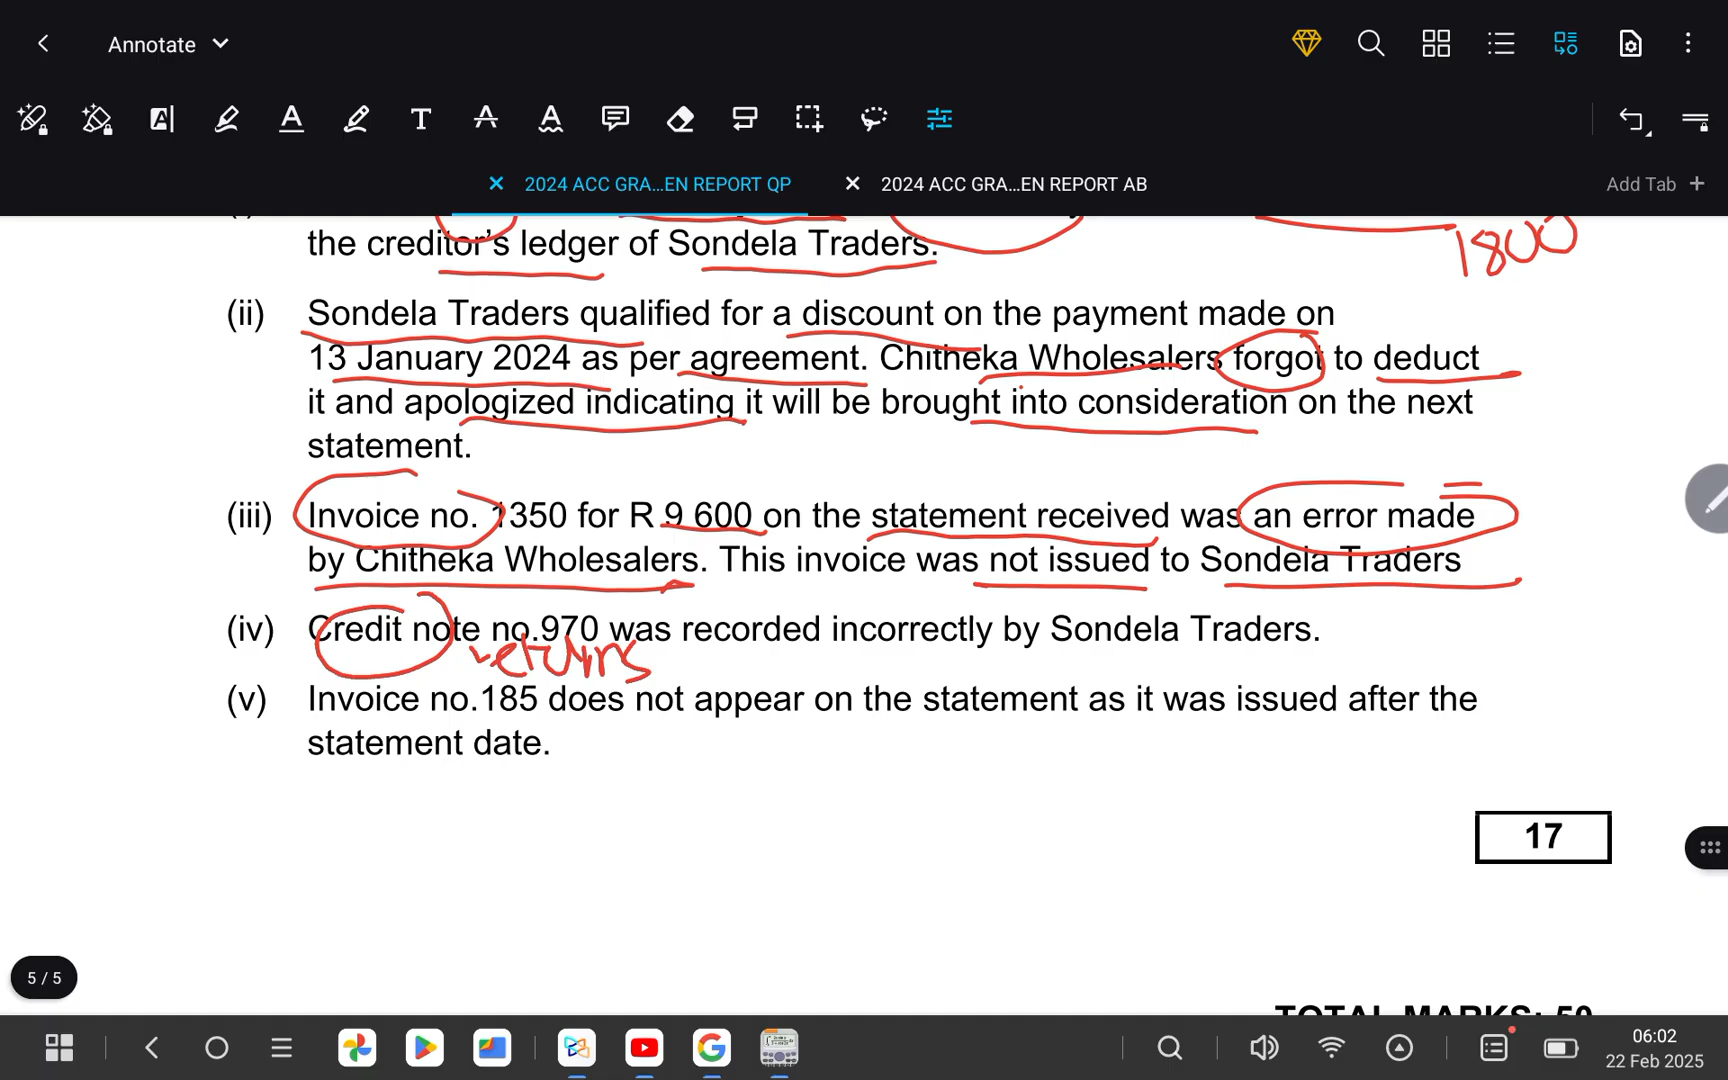 Annotate
2024 ACC GRA...EN REPORT QP
2024 ACC GRA...EN REPORT AB
Add Tab +
the creditor's ledger of Sondela Traders.
1800
(ii) Sondela Traders qualified for a discount on the payment made on
13 January 2024 as per agreement. Chitheka Wholesalers forgot to deduct
it and apologized indicating it will be brought into consideration on the next
statement.
(iii) Invoice no. 1350 for R 9 600 on the statement received was an error made
by Chitheka Wholesalers. This invoice was not issued to Sondela Traders
(iv) Credit note no.970 was recorded incorrectly by Sondela Traders.
returns
(v) Invoice no.185 does not appear on the statement as it was issued after the
statement date.
17
5 / 5
TOTAL MARKS: 50
06:02
22 Feb 2025